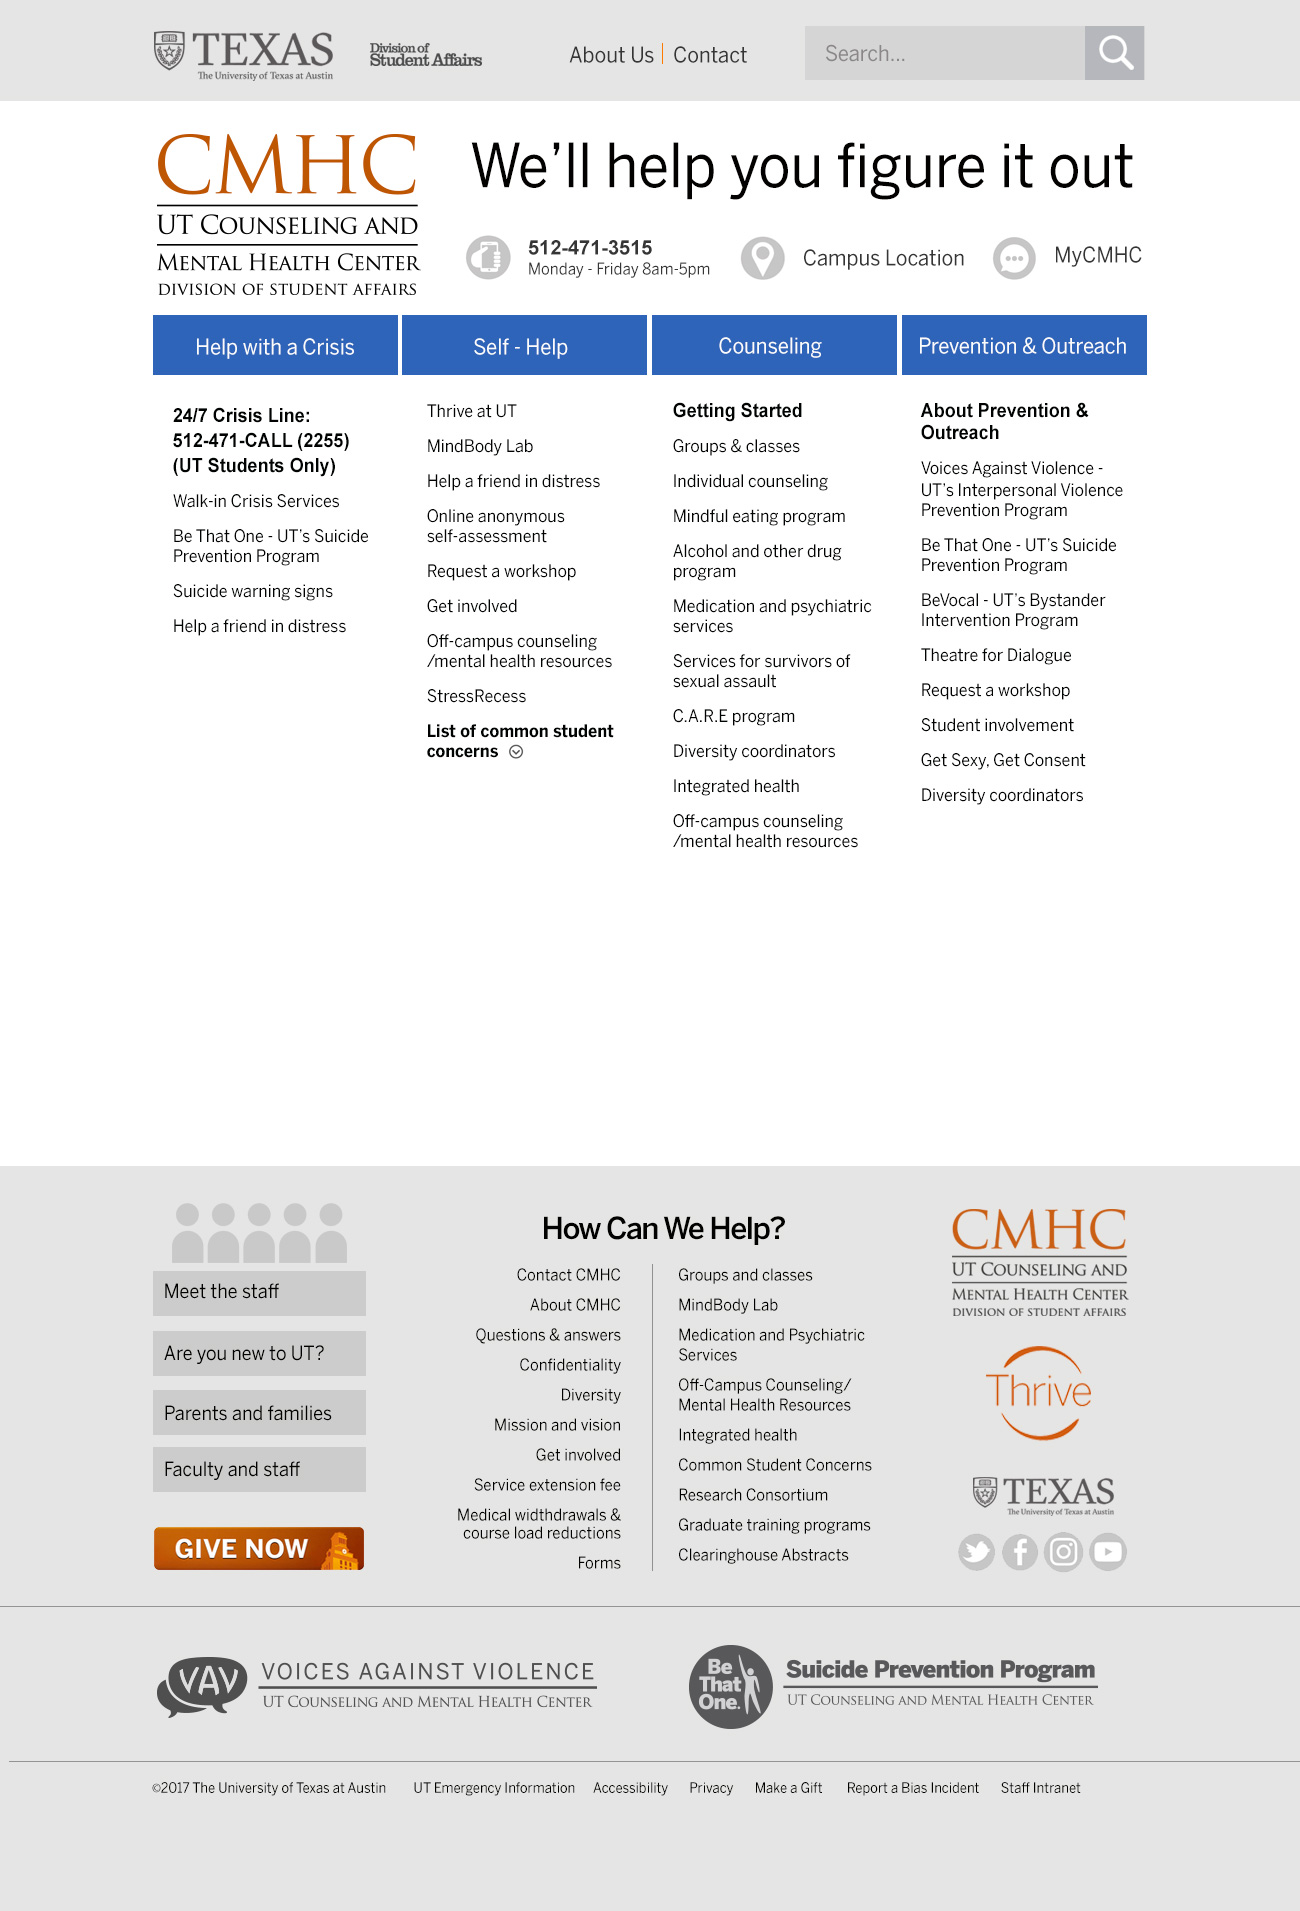 TEXAS
The University of Texas at Austin
Division of
Student Affairs
About Us | Contact
Search...
CMHC
UT COUNSELING AND
MENTAL HEALTH CENTER
DIVISION OF STUDENT AFFAIRS
We'll help you figure it out
512-471-3515
Monday - Friday 8am-5pm
Campus Location
MyCMHC
Help with a Crisis
Self - Help
Counseling
Prevention & Outreach
24/7 Crisis Line:
512-471-CALL (2255)
(UT Students Only)
Walk-in Crisis Services
Be That One - UT's Suicide
Prevention Program
Suicide warning signs
Help a friend in distress
Thrive at UT
MindBody Lab
Help a friend in distress
Online anonymous
self-assessment
Request a workshop
Get involved
Off-campus counseling
/mental health resources
StressRecess
List of common student
concerns
Getting Started
Groups & classes
Individual counseling
Mindful eating program
Alcohol and other drug
program
Medication and psychiatric
services
Services for survivors of
sexual assault
C.A.R.E program
Diversity coordinators
Integrated health
Off-campus counseling
/mental health resources
About Prevention &
Outreach
Voices Against Violence -
UT's Interpersonal Violence
Prevention Program
Be That One - UT's Suicide
Prevention Program
BeVocal - UT's Bystander
Intervention Program
Theatre for Dialogue
Request a workshop
Student involvement
Get Sexy, Get Consent
Diversity coordinators
Meet the staff
Are you new to UT?
Parents and families
Faculty and staff
GIVE NOW
How Can We Help?
Contact CMHC
About CMHC
Questions & answers
Confidentiality
Diversity
Mission and vision
Get involved
Service extension fee
Medical widthdrawals &
course load reductions
Forms
Groups and classes
MindBody Lab
Medication and Psychiatric
Services
Off-Campus Counseling/
Mental Health Resources
Integrated health
Common Student Concerns
Research Consortium
Graduate training programs
Clearinghouse Abstracts
CMHC
UT COUNSELING AND
MENTAL HEALTH CENTER
DIVISION OF STUDENT AFFAIRS
Thrive
TEXAS
The University of Texas at Austin
VAV
VOICES AGAINST VIOLENCE
UT COUNSELING AND MENTAL HEALTH CENTER
Be
That
One.
Suicide Prevention Program
UT COUNSELING AND MENTAL HEALTH CENTER
©2017 The University of Texas at Austin
UT Emergency Information
Accessibility
Privacy
Make a Gift
Report a Bias Incident
Staff Intranet